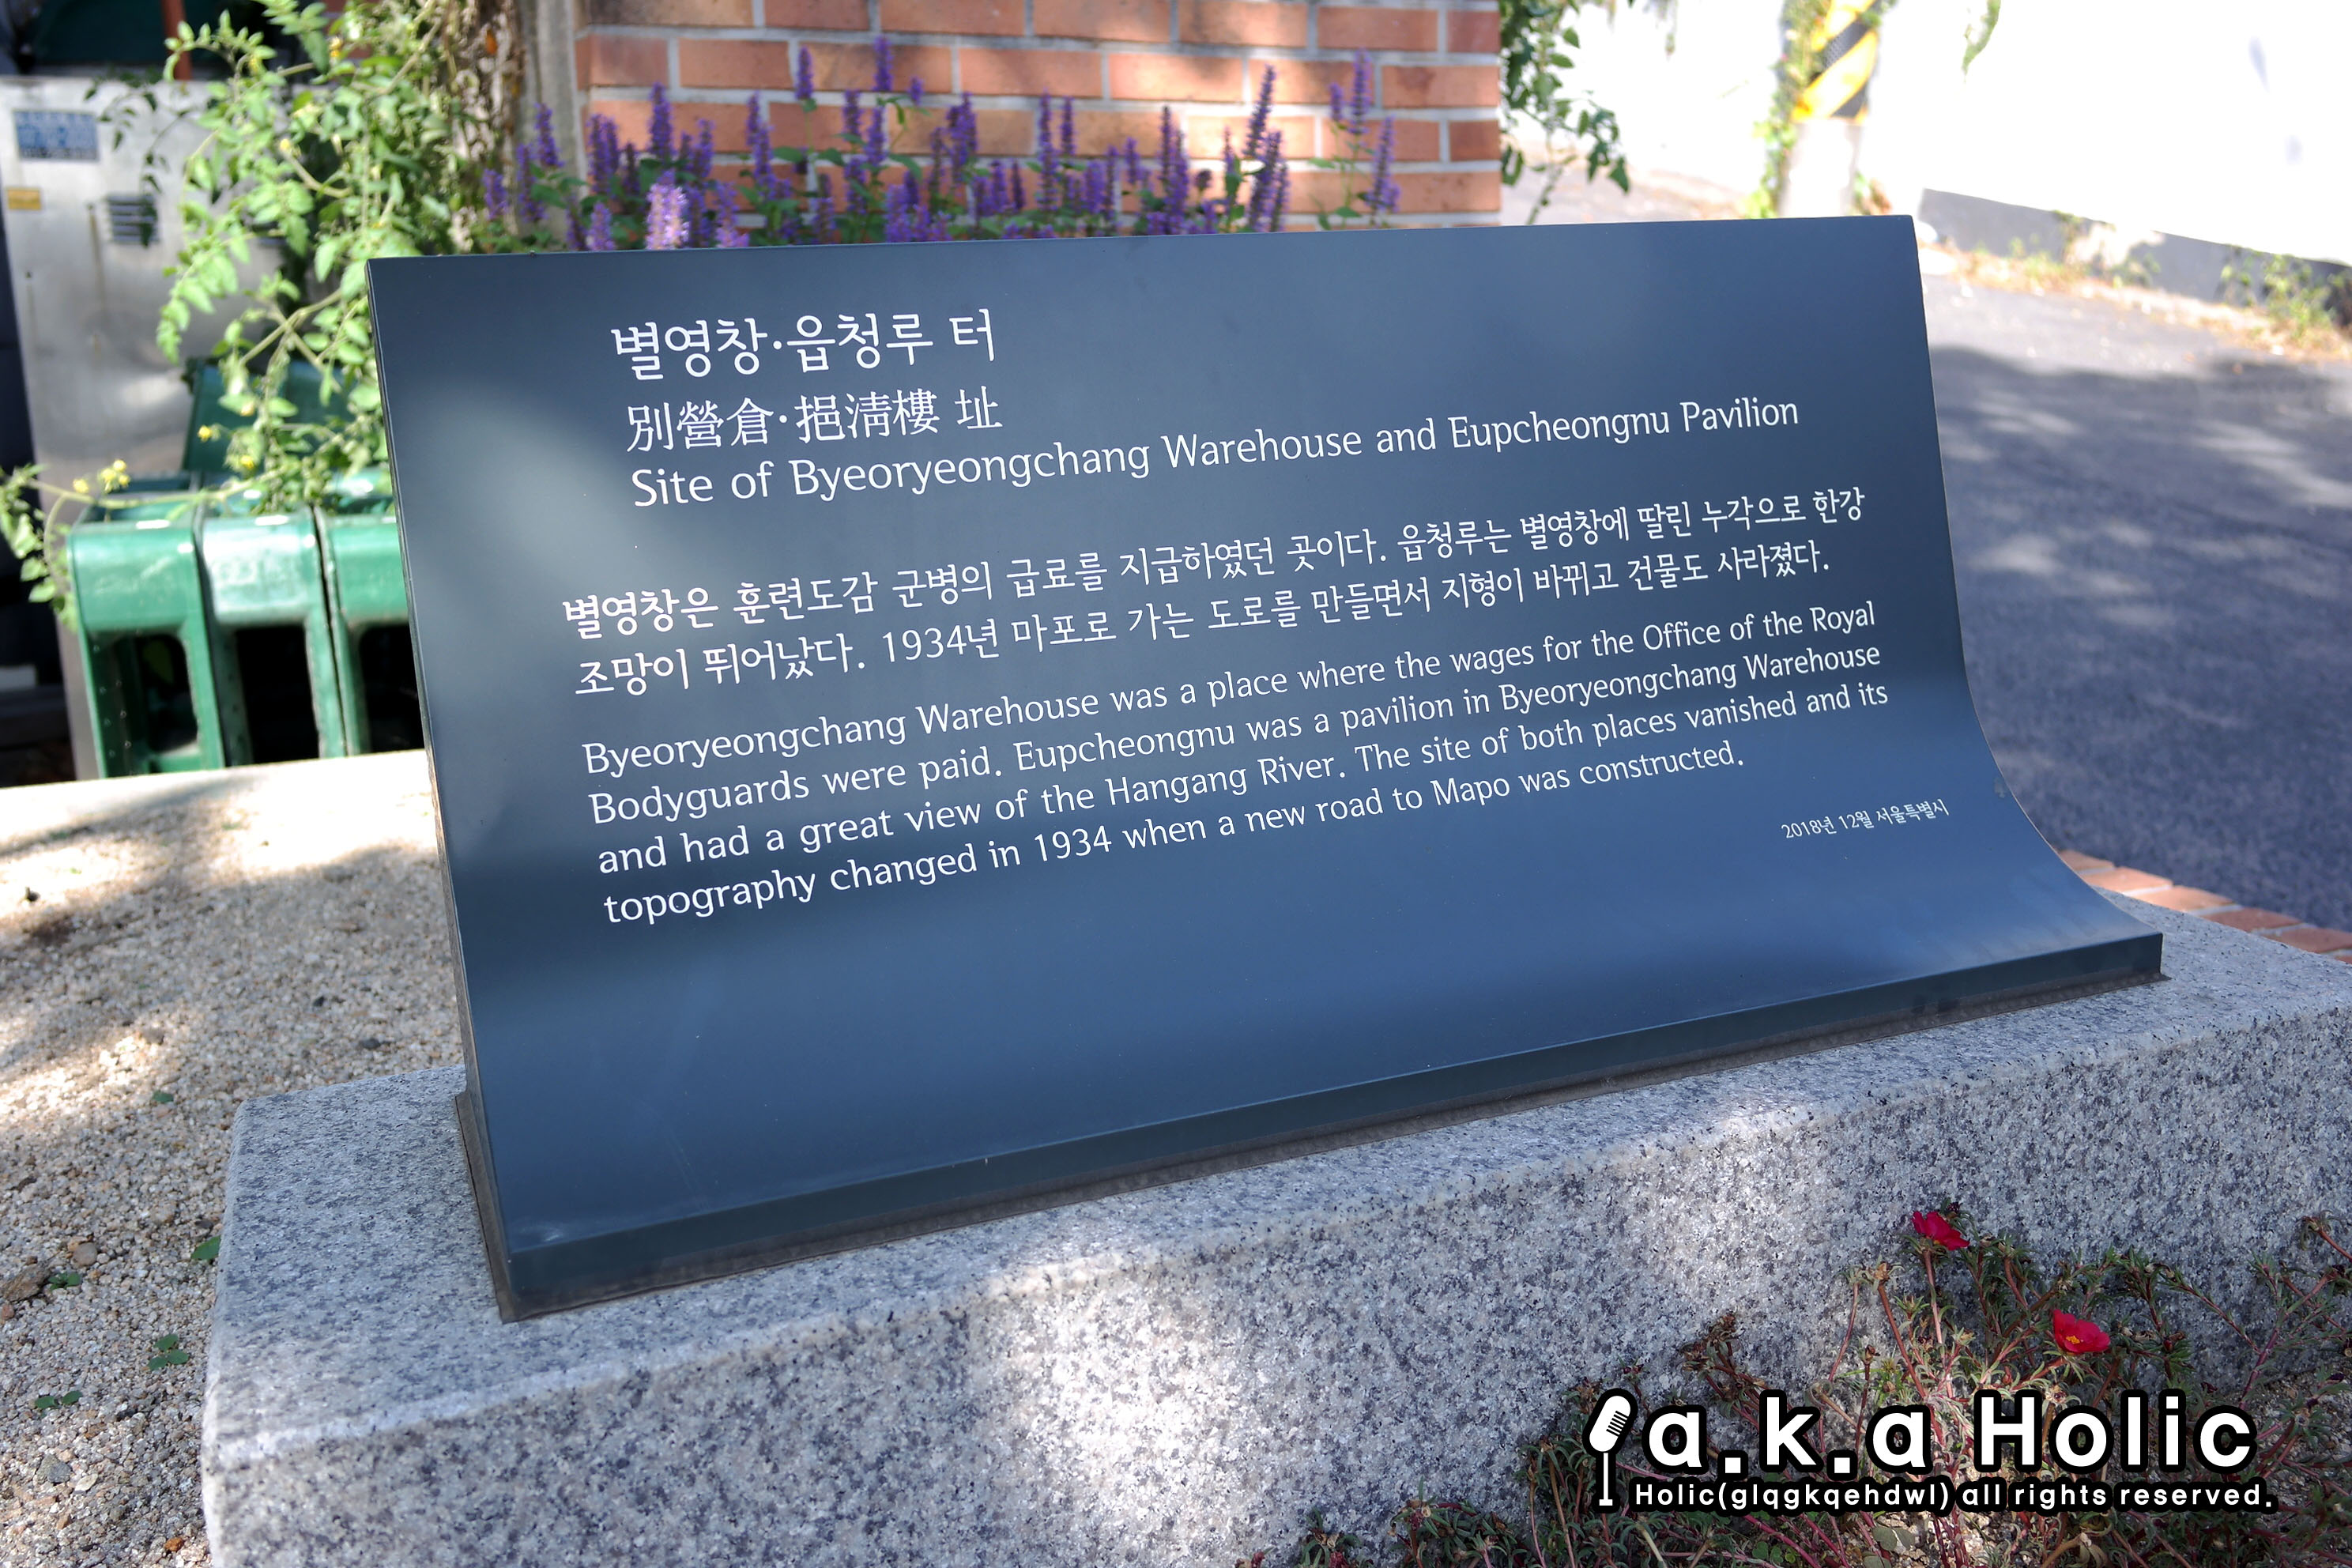 별영창·읍청루 터
別營倉·挹淸樓 址
Site of Byeoryeongchang Warehouse and Eupcheongnu Pavilion
별영창은 훈련도감 군병의 급료를 지급하였던 곳이다. 읍청루는 별영창에 딸린 누각으로 한강
조망이 뛰어났다. 1934년 마포로 가는 도로를 만들면서 지형이 바뀌고 건물도 사라졌다.
Byeoryeongchang Warehouse was a place where the wages for the Office of the Royal
Bodyguards were paid. Eupcheongnu was a pavilion in Byeoryeongchang Warehouse
and had a great view of the Hangang River. The site of both places vanished and its
topography changed in 1934 when a new road to Mapo was constructed.
2018년 12월 서울특별시
a.k.a Holic
Holic(glqgkqehdwl) all rights reserved.